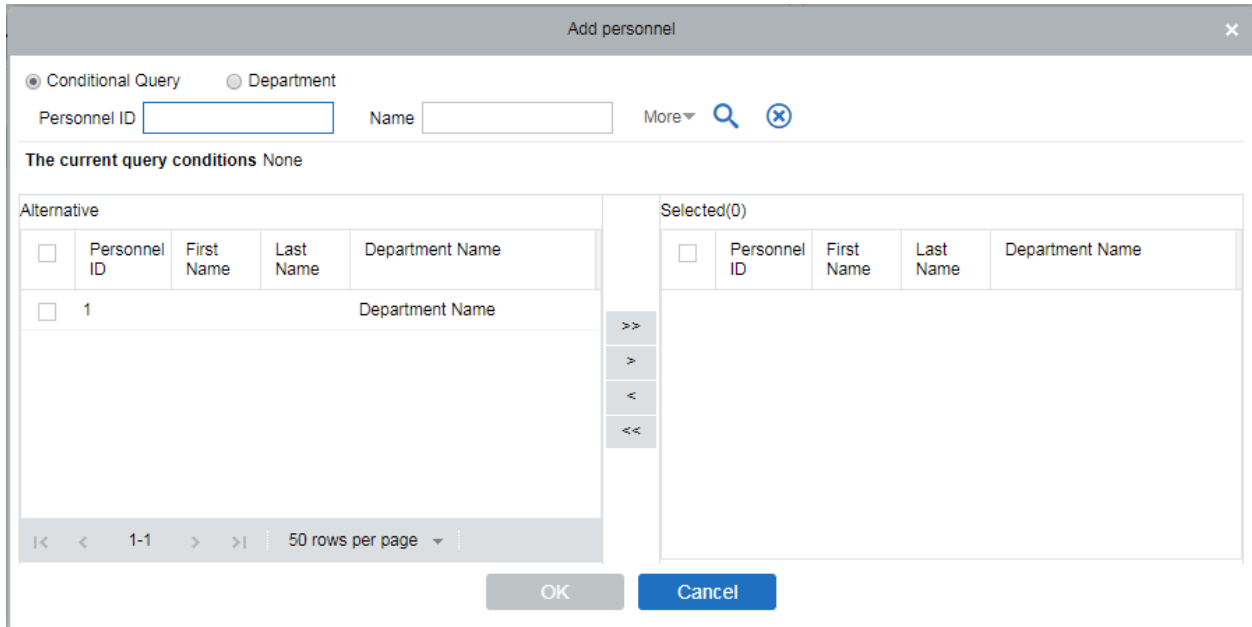 Add personnel ×
Conditional Query Department
Personnel ID Name More
The current query conditions None
Alternative
Personnel ID First Name Last Name Department Name
1 Department Name
>>
>
<
<<
Selected(0)
Personnel ID First Name Last Name Department Name
|< < 1-1 > >| 50 rows per page
OK Cancel